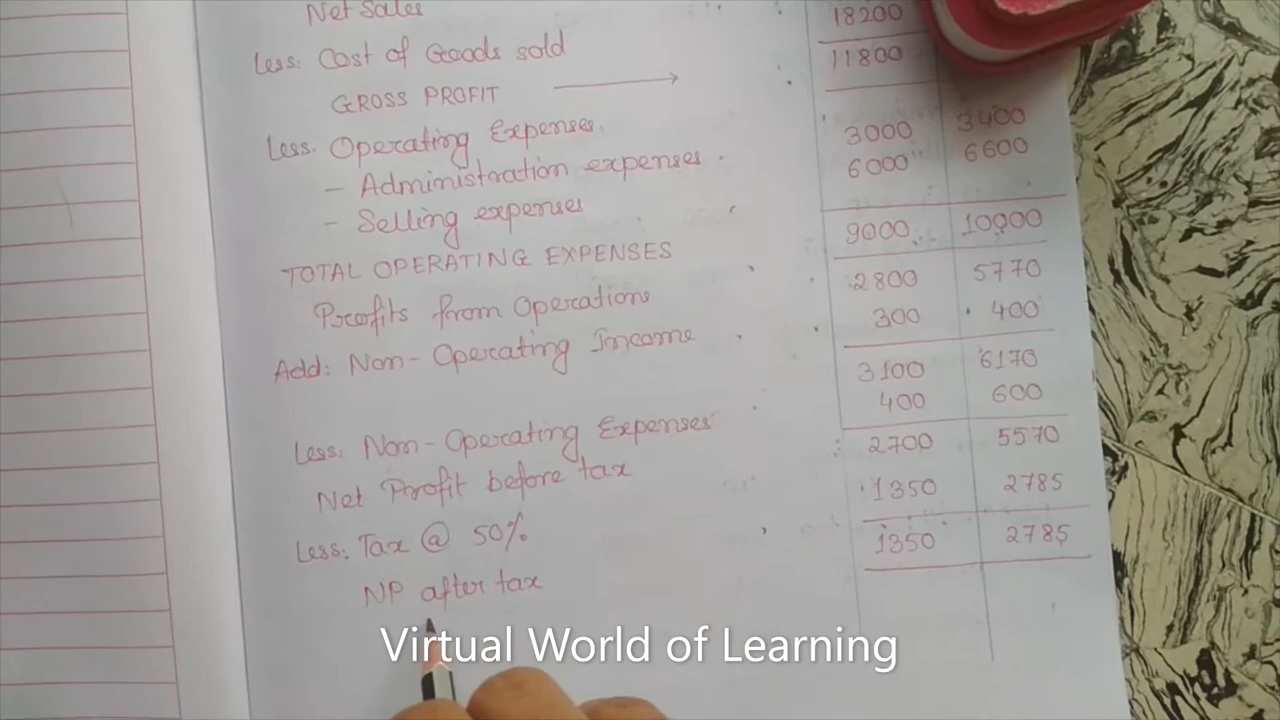 Net Sales
18200
Less: Cost of Goods sold
11800
GROSS PROFIT
Less. Operating Expenses.
3000 3400
- Administration expenses
6000 6600
- Selling expenses
9000 10000
TOTAL OPERATING EXPENSES
2800 5770
Profits from Operations
300 400
Add: Non-Operating Income
3100 6170
400 600
Less: Non-Operating Expenses
2700 5570
Net Profit before tax
1350 2785
Less: Tax @ 50%
1350 2785
NP after tax
Virtual World of Learning